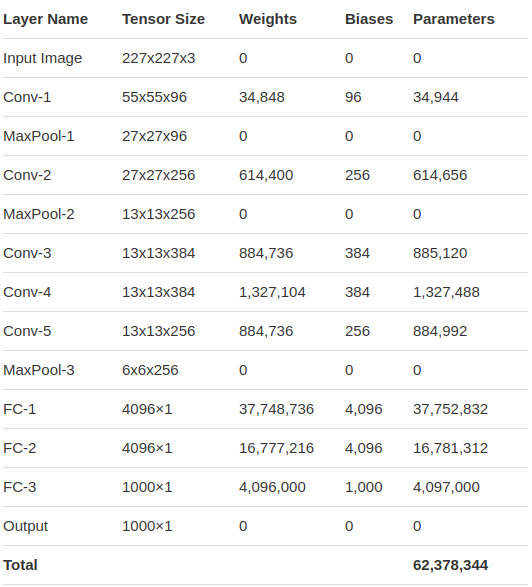 Layer Name Tensor Size Weights Biases Parameters
Input Image 227x227x3 0 0 0
Conv-1 55x55x96 34,848 96 34,944
MaxPool-1 27x27x96 0 0 0
Conv-2 27x27x256 614,400 256 614,656
MaxPool-2 13x13x256 0 0 0
Conv-3 13x13x384 884,736 384 885,120
Conv-4 13x13x384 1,327,104 384 1,327,488
Conv-5 13x13x256 884,736 256 884,992
MaxPool-3 6x6x256 0 0 0
FC-1 4096×1 37,748,736 4,096 37,752,832
FC-2 4096×1 16,777,216 4,096 16,781,312
FC-3 1000×1 4,096,000 1,000 4,097,000
Output 1000×1 0 0 0
Total 62,378,344